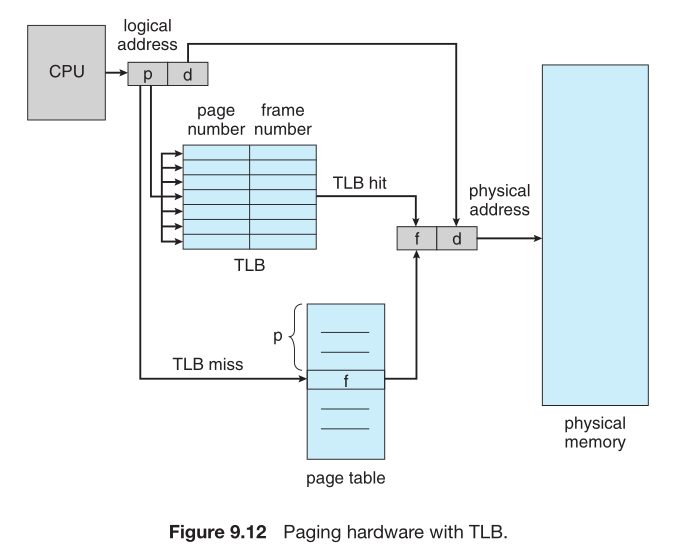 logical
address
CPU
p
d
page
number
frame
number
TLB hit
physical
address
f
d
TLB
p
TLB miss
f
page table
physical
memory
Figure 9.12 Paging hardware with TLB.